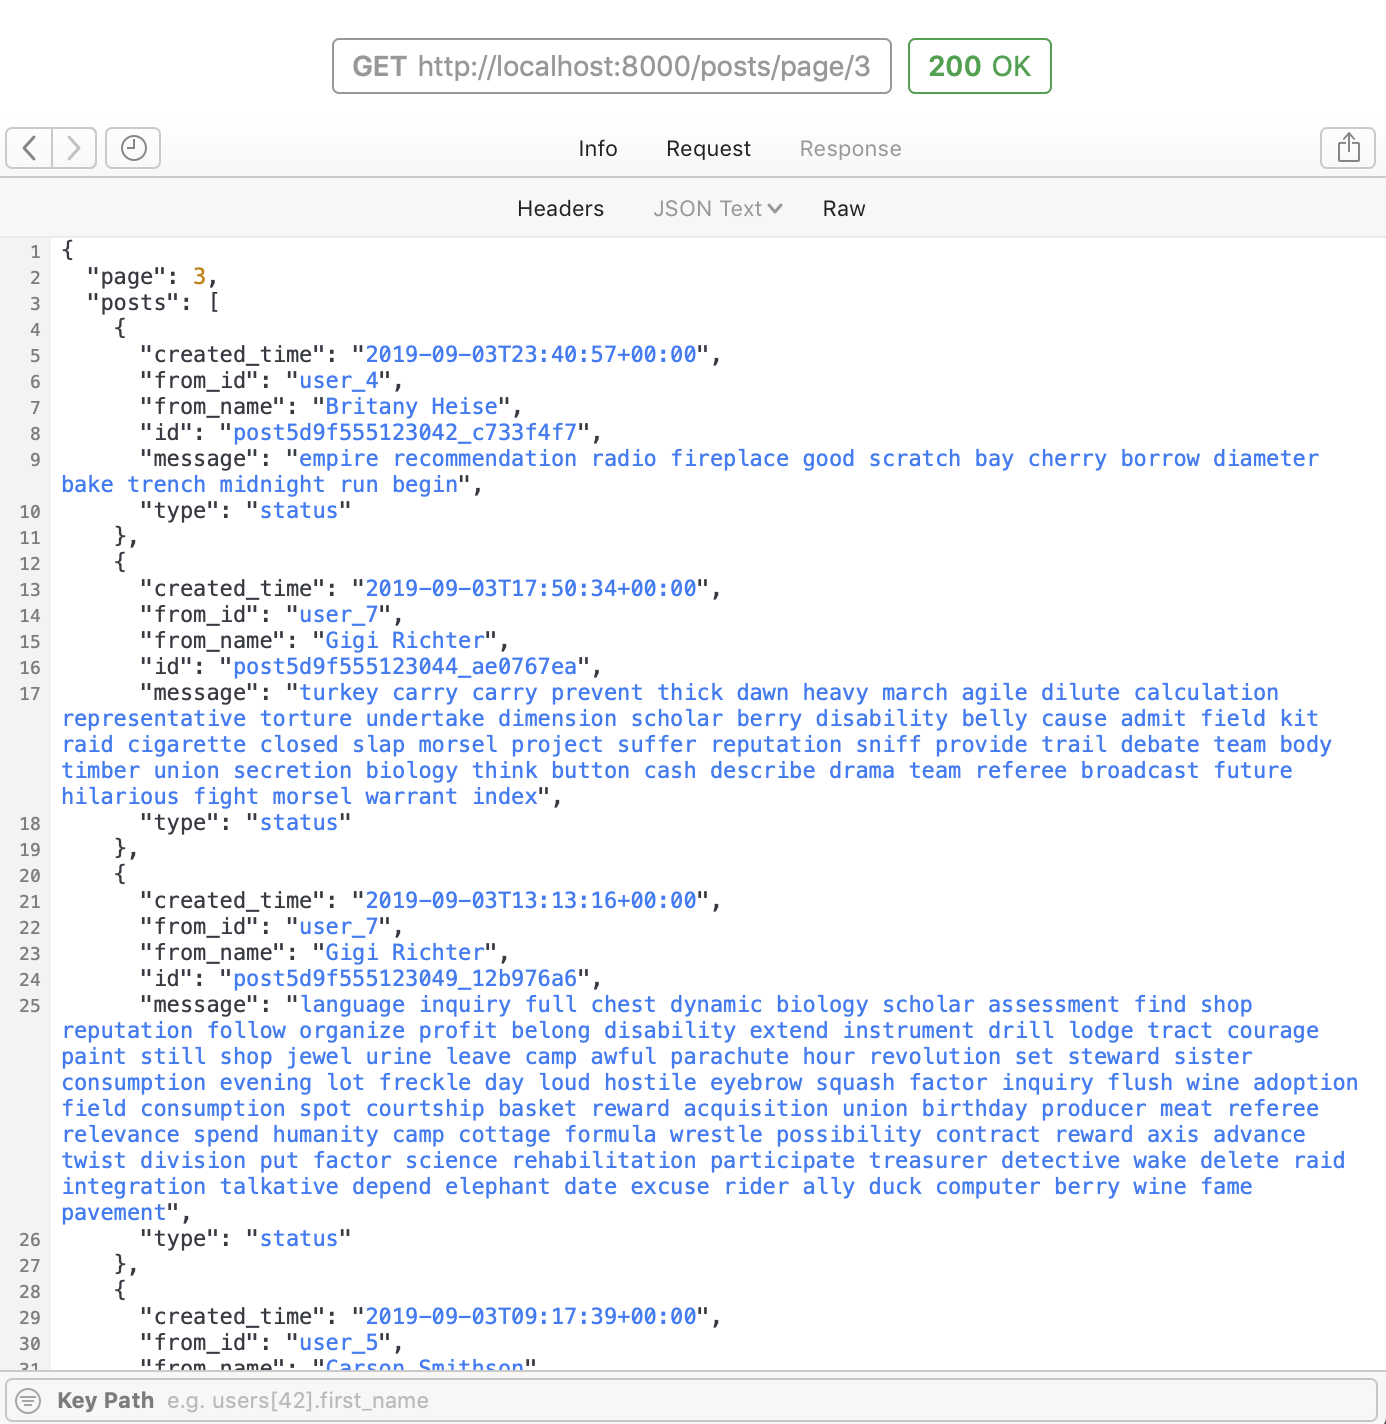 GET http://localhost:8000/posts/page/3 200 OK
Info Request Response
Headers JSON Text Raw
1 {
2 "page": 3,
3 "posts": [
4 {
5 "created_time": "2019-09-03T23:40:57+00:00",
6 "from_id": "user_4",
7 "from_name": "Britany Heise",
8 "id": "post5d9f555123042_c733f4f7",
9 "message": "empire recommendation radio fireplace good scratch bay cherry borrow diameter
bake trench midnight run begin",
10 "type": "status"
11 },
12 {
13 "created_time": "2019-09-03T17:50:34+00:00",
14 "from_id": "user_7",
15 "from_name": "Gigi Richter",
16 "id": "post5d9f555123044_ae0767ea",
17 "message": "turkey carry carry prevent thick dawn heavy march agile dilute calculation
representative torture undertake dimension scholar berry disability belly cause admit field kit
raid cigarette closed slap morsel project suffer reputation sniff provide trail debate team body
timber union secretion biology think button cash describe drama team referee broadcast future
hilarious fight morsel warrant index",
18 "type": "status"
19 },
20 {
21 "created_time": "2019-09-03T13:13:16+00:00",
22 "from_id": "user_7",
23 "from_name": "Gigi Richter",
24 "id": "post5d9f555123049_12b976a6",
25 "message": "language inquiry full chest dynamic biology scholar assessment find shop
reputation follow organize profit belong disability extend instrument drill lodge tract courage
paint still shop jewel urine leave camp awful parachute hour revolution set steward sister
consumption evening lot freckle day loud hostile eyebrow squash factor inquiry flush wine adoption
field consumption spot courtship basket reward acquisition union birthday producer meat referee
relevance spend humanity camp cottage formula wrestle possibility contract reward axis advance
twist division put factor science rehabilitation participate treasurer detective wake delete raid
integration talkative depend elephant date excuse rider ally duck computer berry wine fame
pavement",
26 "type": "status"
27 },
28 {
29 "created_time": "2019-09-03T09:17:39+00:00",
30 "from_id": "user_5",
31 "from_name": "Carson Smithson"
Key Path e.g. users[42].first_name